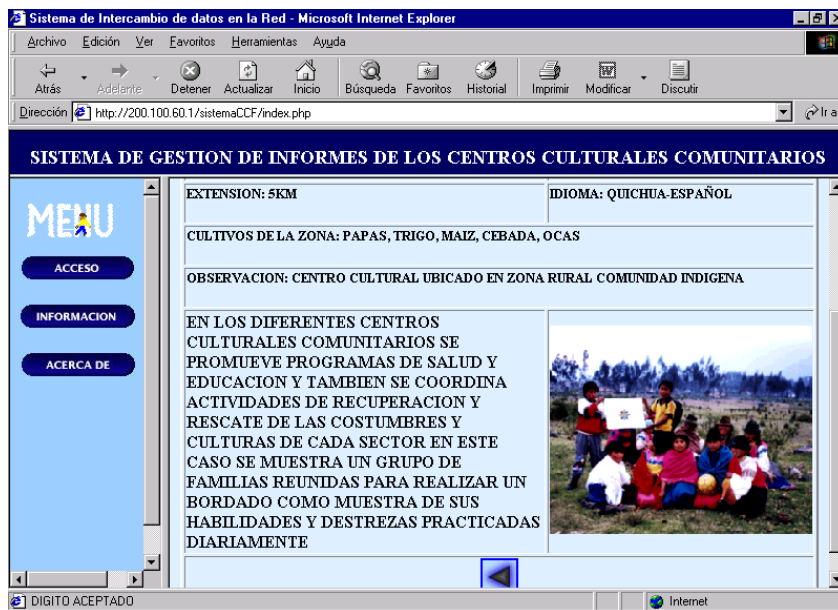 Sistema de Intercambio de datos en la Red - Microsoft Internet Explorer
Archivo Edición Ver Favoritos Herramientas Ayuda
Atrás Adelante Detener Actualizar Inicio Búsqueda Favoritos Historial Imprimir Modificar Discutir
Dirección http://200.100.60.1/sistemaCCF/index.php Ir a
SISTEMA DE GESTION DE INFORMES DE LOS CENTROS CULTURALES COMUNITARIOS
MENU
ACCESO
INFORMACION
ACERCA DE
EXTENSION: 5KM IDIOMA: QUICHUA-ESPAÑOL
CULTIVOS DE LA ZONA: PAPAS, TRIGO, MAIZ, CEBADA, OCAS
OBSERVACION: CENTRO CULTURAL UBICADO EN ZONA RURAL COMUNIDAD INDIGENA
EN LOS DIFERENTES CENTROS
CULTURALES COMUNITARIOS SE
PROMUEVE PROGRAMAS DE SALUD Y
EDUCACION Y TAMBIEN SE COORDINA
ACTIVIDADES DE RECUPERACION Y
RESCATE DE LAS COSTUMBRES Y
CULTURAS DE CADA SECTOR EN ESTE
CASO SE MUESTRA UN GRUPO DE
FAMILIAS REUNIDAS PARA REALIZAR UN
BORDADO COMO MUESTRA DE SUS
HABILIDADES Y DESTREZAS PRACTICADAS
DIARIAMENTE
DIGITO ACEPTADO Internet